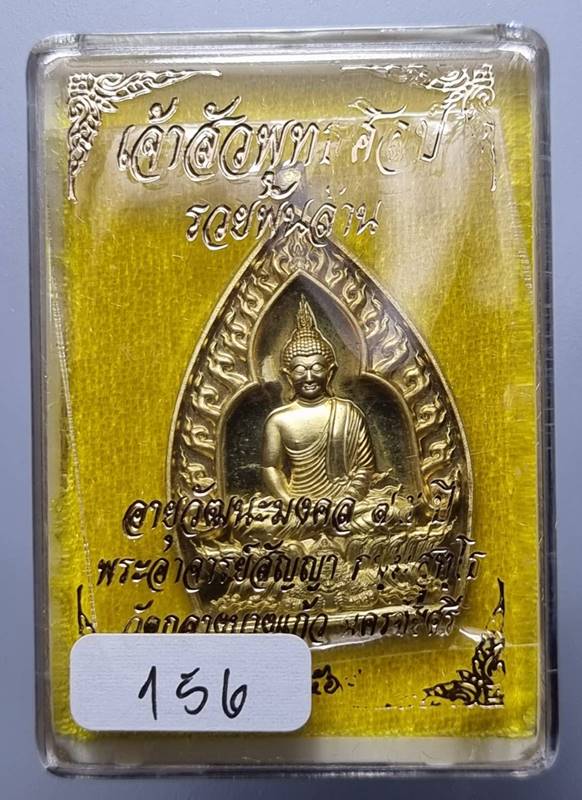 เจ้าสัวพุทธศิลป์
รวยพันล้าน
อายุวัฒนะมงคล ปี
พระอาจารย์สัญญา
วัดกลางบางแก้ว นครชัยศรี
156